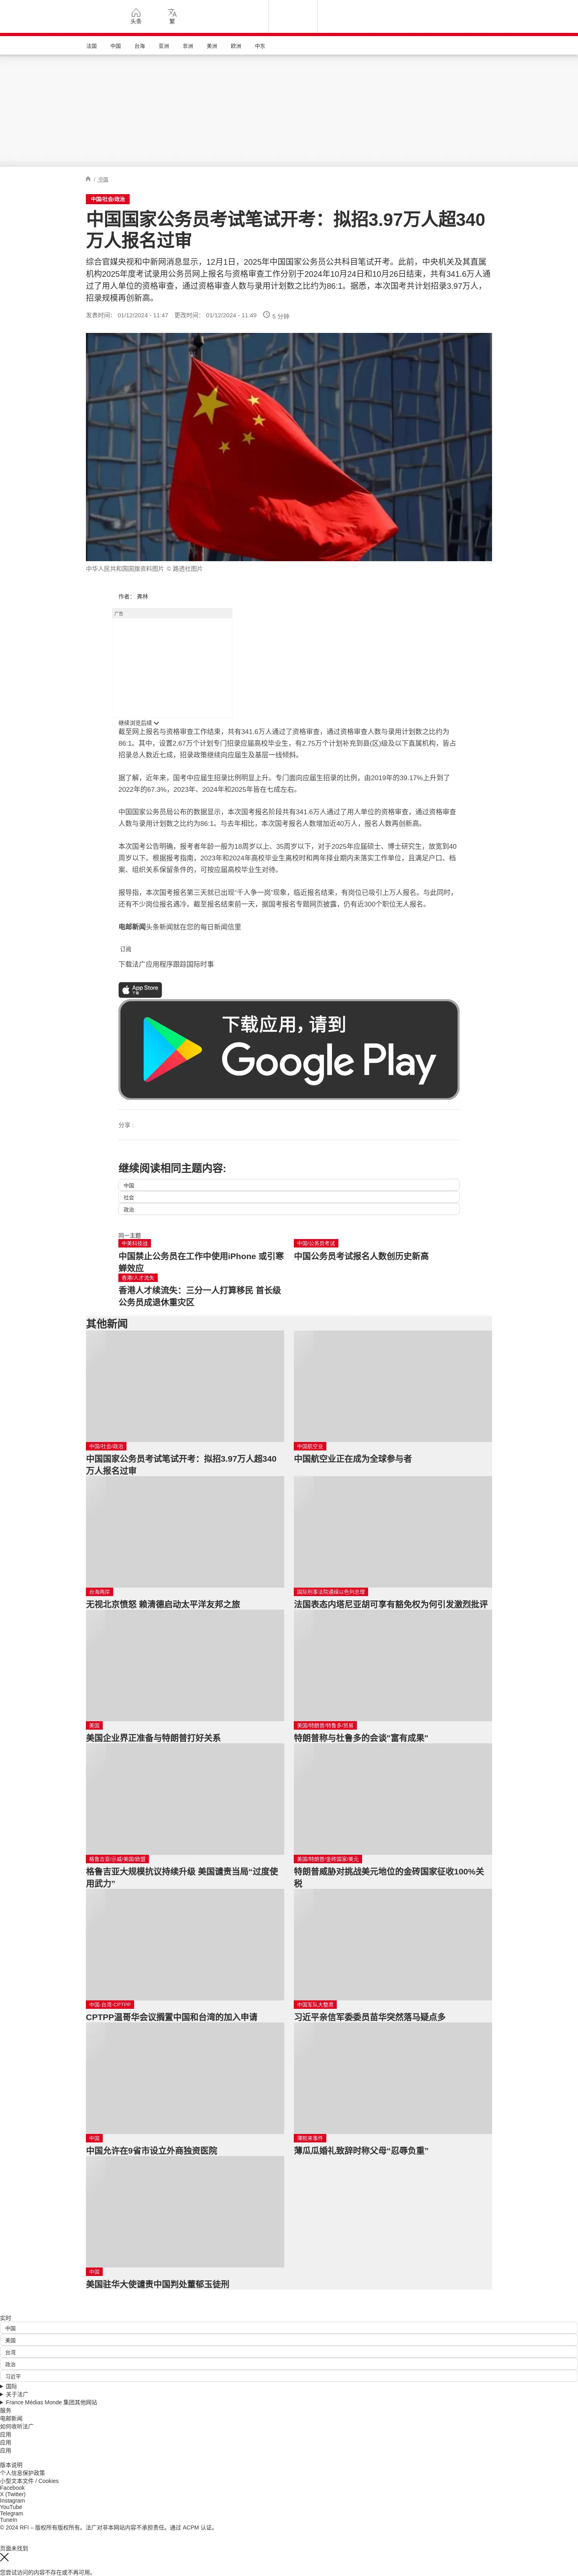 头条
繁
法国 中国 台海 亚洲 非洲 美洲 欧洲 中东
/ 中国
中国/社会/政治
中国国家公务员考试笔试开考：拟招3.97万人超340
万人报名过审
综合官媒央视和中新网消息显示，12月1日，2025年中国国家公务员公共科目笔试开考。此前，中央机关及其直属
机构2025年度考试录用公务员网上报名与资格审查工作分别于2024年10月24日和10月26日结束，共有341.6万人通
过了用人单位的资格审查，通过资格审查人数与录用计划数之比约为86:1。据悉，本次国考共计划招录3.97万人，
招录规模再创新高。
发表时间： 01/12/2024 - 11:47 更改时间： 01/12/2024 - 11:49 5 分钟
中华人民共和国国旗资料图片 © 路透社图片
作者： 弗林
广告
继续浏览后续
截至网上报名与资格审查工作结束，共有341.6万人通过了资格审查，通过资格审查人数与录用计划数之比约为
86:1。其中，设置2.67万个计划专门招录应届高校毕业生，有2.75万个计划补充到县(区)级及以下直属机构，皆占
招录总人数近七成，招录政策继续向应届生及基层一线倾斜。
据了解，近年来，国考中应届生招录比例明显上升。专门面向应届生招录的比例，由2019年的39.17%上升到了
2022年的67.3%，2023年、2024年和2025年皆在七成左右。
中国国家公务员局公布的数据显示，本次国考报名阶段共有341.6万人通过了用人单位的资格审查，通过资格审查
人数与录用计划数之比约为86:1。与去年相比，本次国考报名人数增加近40万人，报名人数再创新高。
本次国考公告明确，报考者年龄一般为18周岁以上、35周岁以下，对于2025年应届硕士、博士研究生，放宽到40
周岁以下。根据报考指南，2023年和2024年高校毕业生离校时和两年择业期内未落实工作单位，且满足户口、档
案、组织关系保留条件的，可按应届高校毕业生对待。
报导指，本次国考报名第三天就已出现“千人争一岗”现象，临近报名结束，有岗位已吸引上万人报名。与此同时，
还有不少岗位报名遇冷。截至报名结束前一天，据国考报名专题网页披露，仍有近300个职位无人报名。
电邮新闻头条新闻就在您的每日新闻信里
订阅
下载法广应用程序跟踪国际时事
App Store
下载
下载应用，请到
Google Play
分享 :
继续阅读相同主题内容:
中国
社会
政治
同一主题
中美科技战
中国禁止公务员在工作中使用iPhone 或引寒
蝉效应
中国/公务员考试
中国公务员考试报名人数创历史新高
香港/人才流失
香港人才续流失：三分一人打算移民 首长级
公务员成退休重灾区
其他新闻
中国/社会/政治
中国国家公务员考试笔试开考：拟招3.97万人超340
万人报名过审
中国航空业
中国航空业正在成为全球参与者
台海两岸
无视北京愤怒 赖清德启动太平洋友邦之旅
国际刑事法院逮捕以色列总理
法国表态内塔尼亚胡可享有豁免权为何引发激烈批评
美国
美国企业界正准备与特朗普打好关系
美国/特朗普/特鲁多/贸易
特朗普称与杜鲁多的会谈"富有成果"
格鲁吉亚/示威/美国/欧盟
格鲁吉亚大规模抗议持续升级 美国谴责当局“过度使
用武力”
美国/特朗普/金砖国家/美元
特朗普威胁对挑战美元地位的金砖国家征收100%关
税
中国-台湾-CPTPP
CPTPP温哥华会议搁置中国和台湾的加入申请
中国军队大整肃
习近平亲信军委委员苗华突然落马疑点多
中国
中国允许在9省市设立外商独资医院
薄熙来事件
薄瓜瓜婚礼致辞时称父母“忍辱负重”
中国
美国驻华大使谴责中国判处董郁玉徒刑
实时
中国
美国
台湾
政治
习近平
国际
关于法广
France Médias Monde 集团其他网站
服务
电邮新闻
如何收听法广
应用
应用
应用
版本说明
个人信息保护政策
小型文本文件 / Cookies
Facebook
X (Twitter)
Instagram
YouTube
Telegram
TuneIn
© 2024 RFI – 版权所有版权所有。法广对非本网站内容不承担责任。通过 ACPM 认证。
页面未找到
您尝试访问的内容不存在或不再可用。